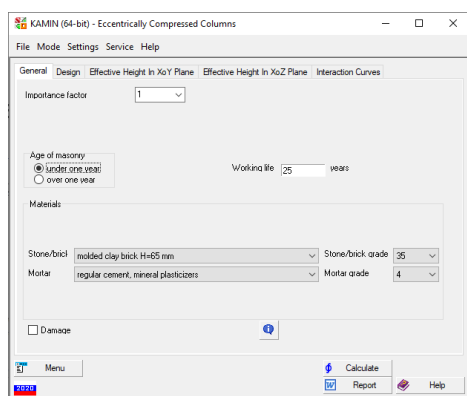 KAMIN (64-bit) - Eccentrically Compressed Columns
File Mode Settings Service Help
General Design Effective Height In XoY Plane Effective Height In XoZ Plane Interaction Curves
Importance factor 1
Age of masonry
under one year
over one year
Working life 25 years
Materials
Stone/bricl molded clay brick H=65 mm Stone/brick grade 35
Mortar regular cement, mineral plasticizers Mortar grade 4
Damage
Menu Calculate
2020 Report Help